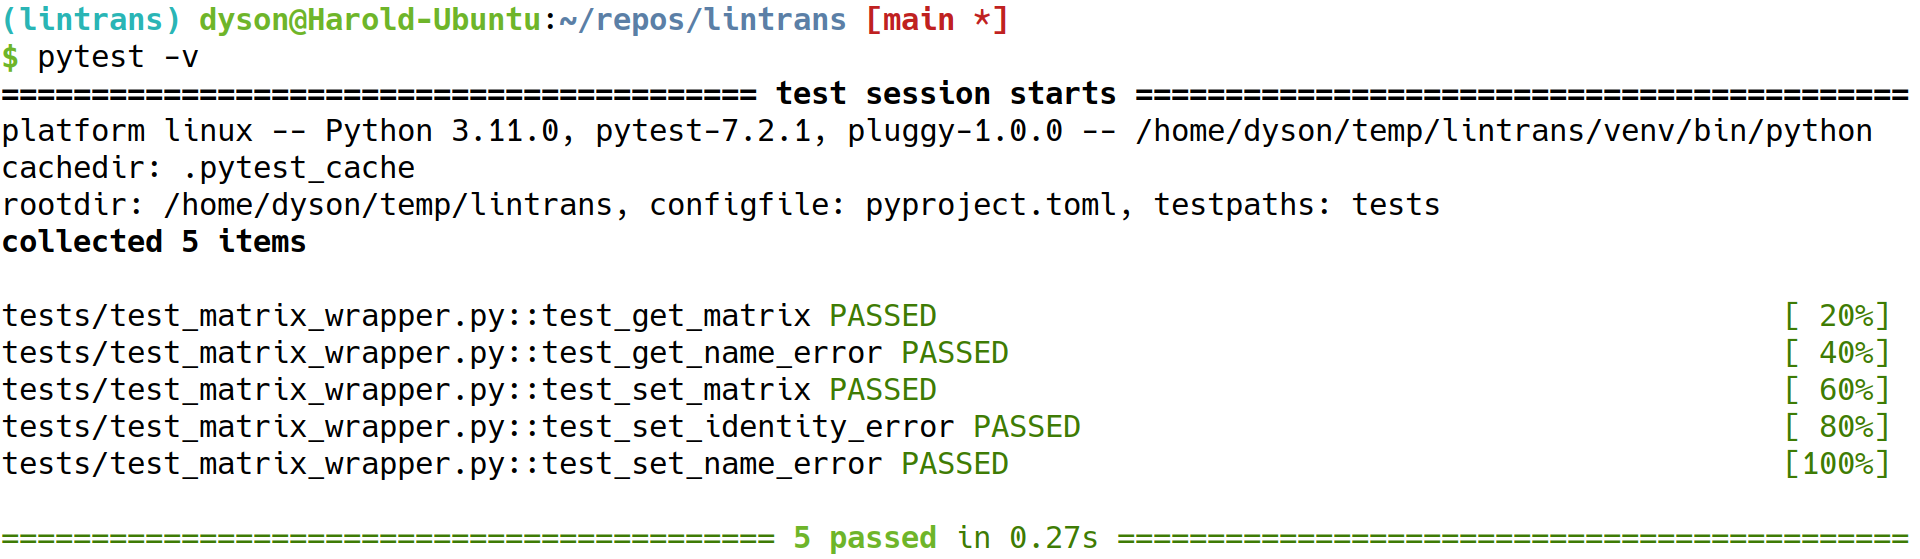 (lintrans) dyson@Harold-Ubuntu:~/repos/lintrans [main *]
$ pytest -v
========================================== test session starts ===========================================
platform linux -- Python 3.11.0, pytest-7.2.1, pluggy-1.0.0 -- /home/dyson/temp/lintrans/venv/bin/python
cachedir: .pytest_cache
rootdir: /home/dyson/temp/lintrans, configfile: pyproject.toml, testpaths: tests
collected 5 items

tests/test_matrix_wrapper.py::test_get_matrix PASSED                                               [ 20%]
tests/test_matrix_wrapper.py::test_get_name_error PASSED                                           [ 40%]
tests/test_matrix_wrapper.py::test_set_matrix PASSED                                               [ 60%]
tests/test_matrix_wrapper.py::test_set_identity_error PASSED                                       [ 80%]
tests/test_matrix_wrapper.py::test_set_name_error PASSED                                           [100%]

=========================================== 5 passed in 0.27s ============================================